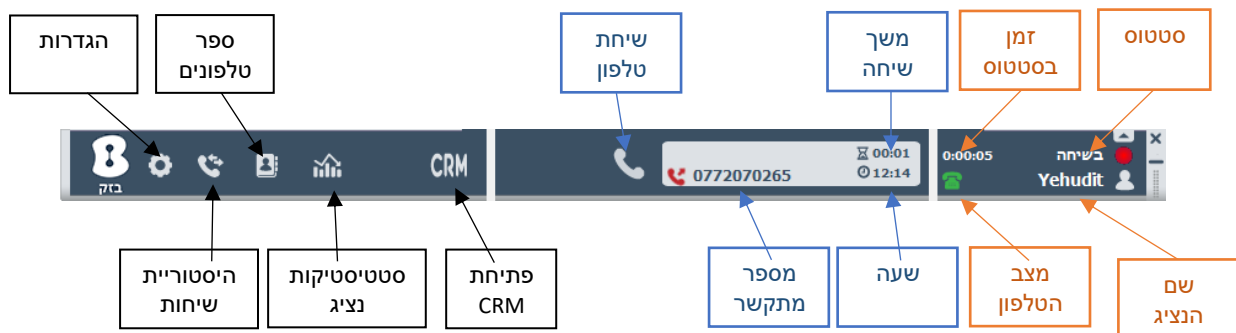 הגדרות
ספר
טלפונים
שיחת
טלפון
משך
שיחה
זמן
בסטטוס
סטטוס
בזק
CRM
0772070265
00:01
12:14
0:00:05
בשיחה
Yehudit
היסטוריית
שיחות
סטטיסטיקות
נציג
פתיחת
CRM
מספר
מתקשר
שעה
מצב
הטלפון
שם
הנציג